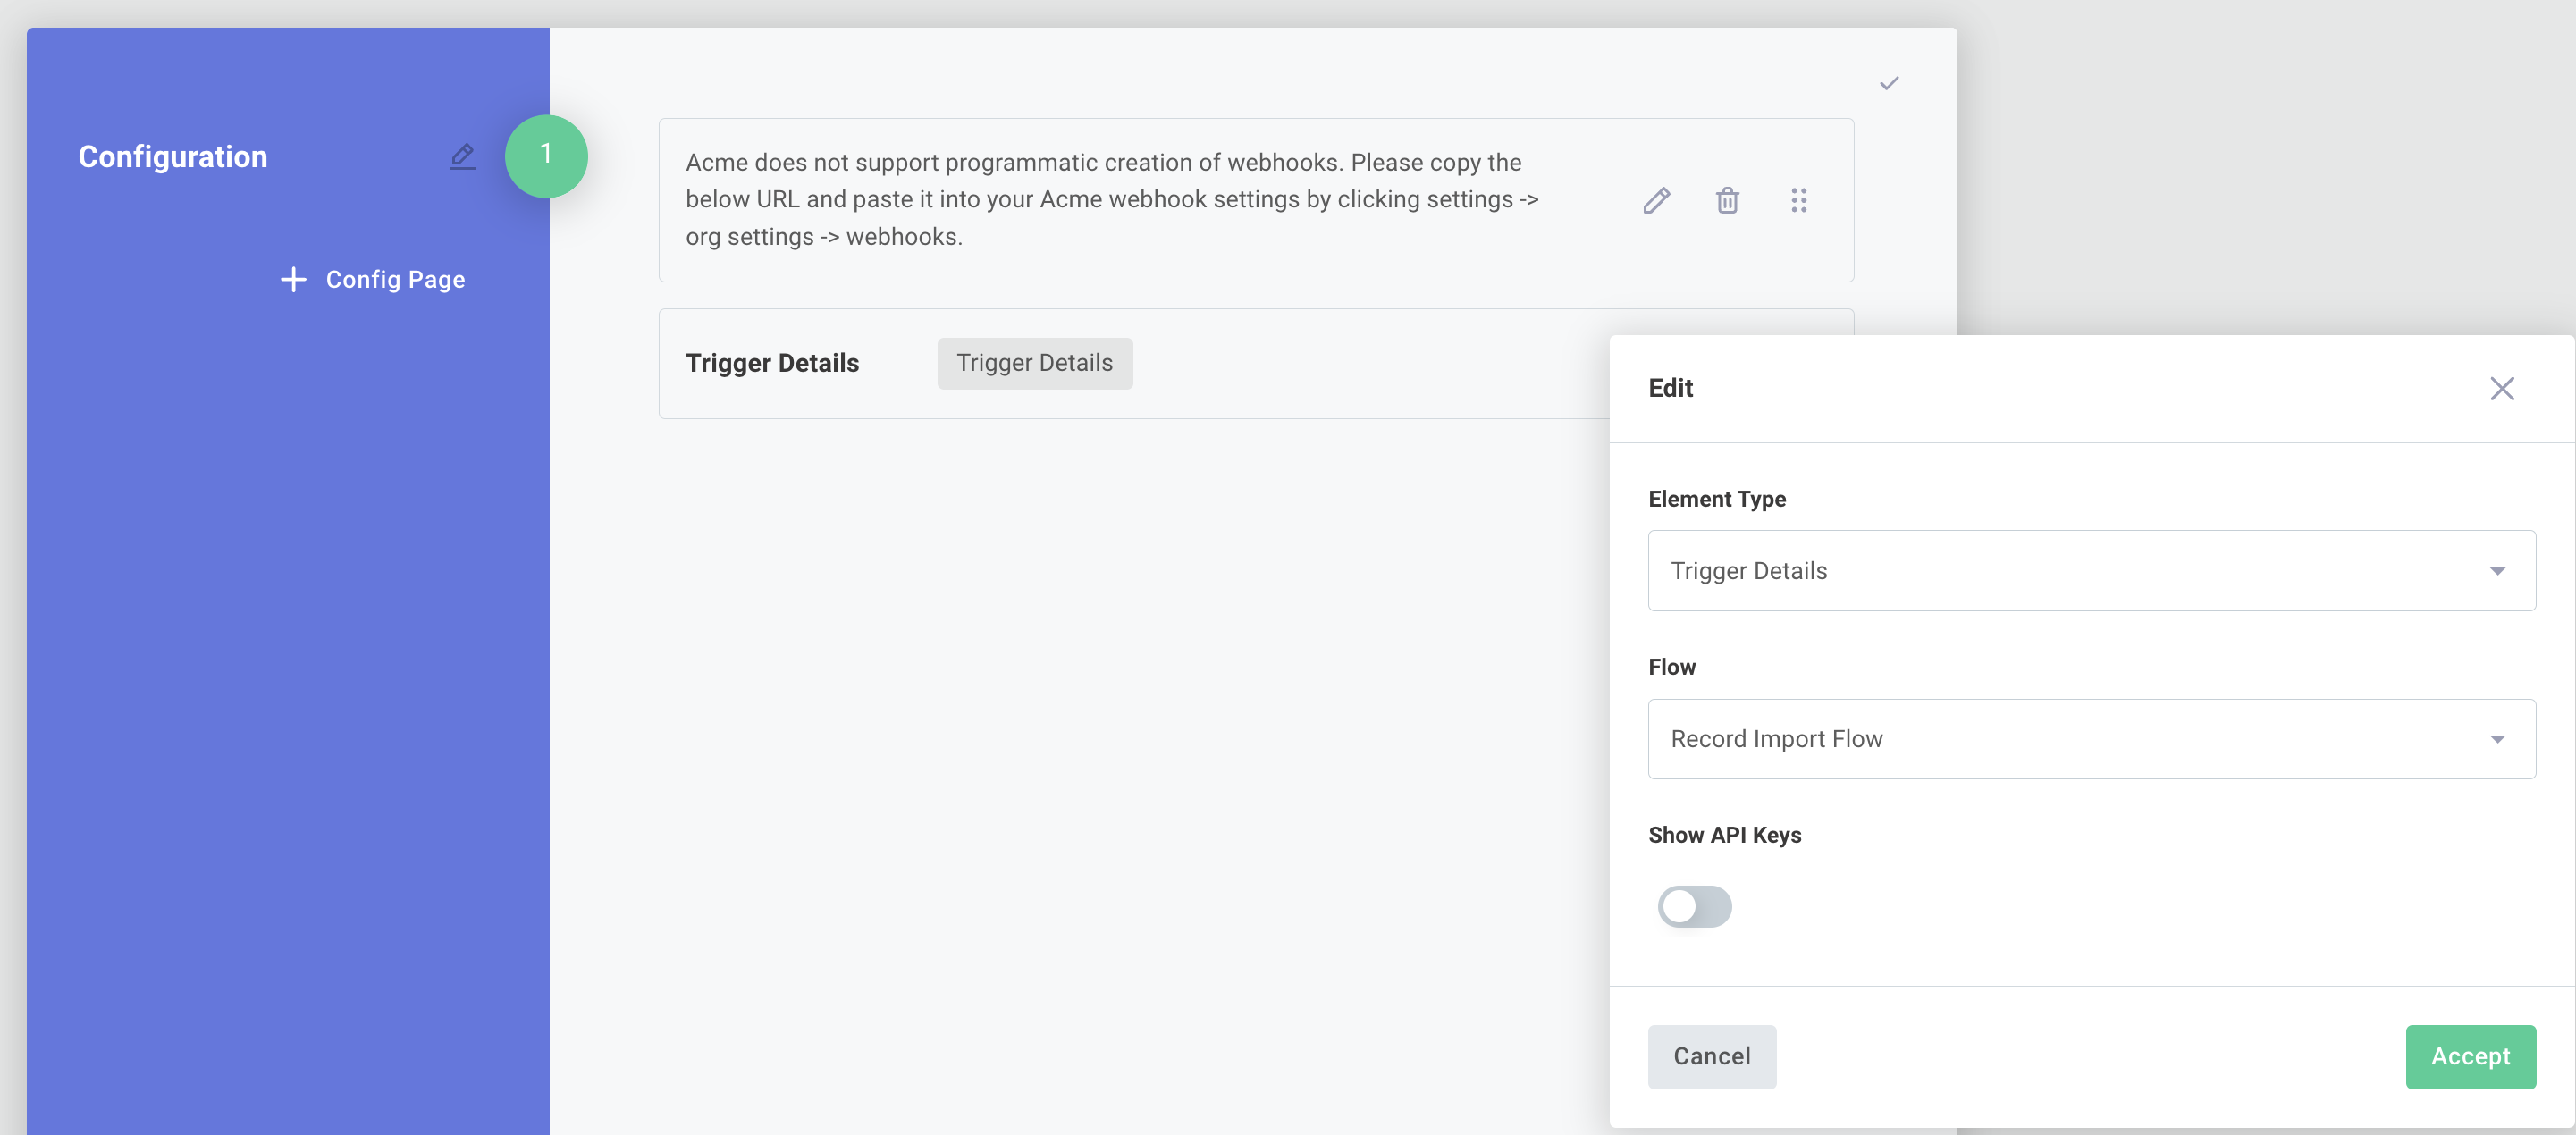 Configuration
1
Config Page
Acme does not support programmatic creation of webhooks. Please copy the
below URL and paste it into your Acme webhook settings by clicking settings ->
org settings -> webhooks.
Trigger Details
Trigger Details
Edit
Element Type
Trigger Details
Flow
Record Import Flow
Show API Keys
Cancel
Accept